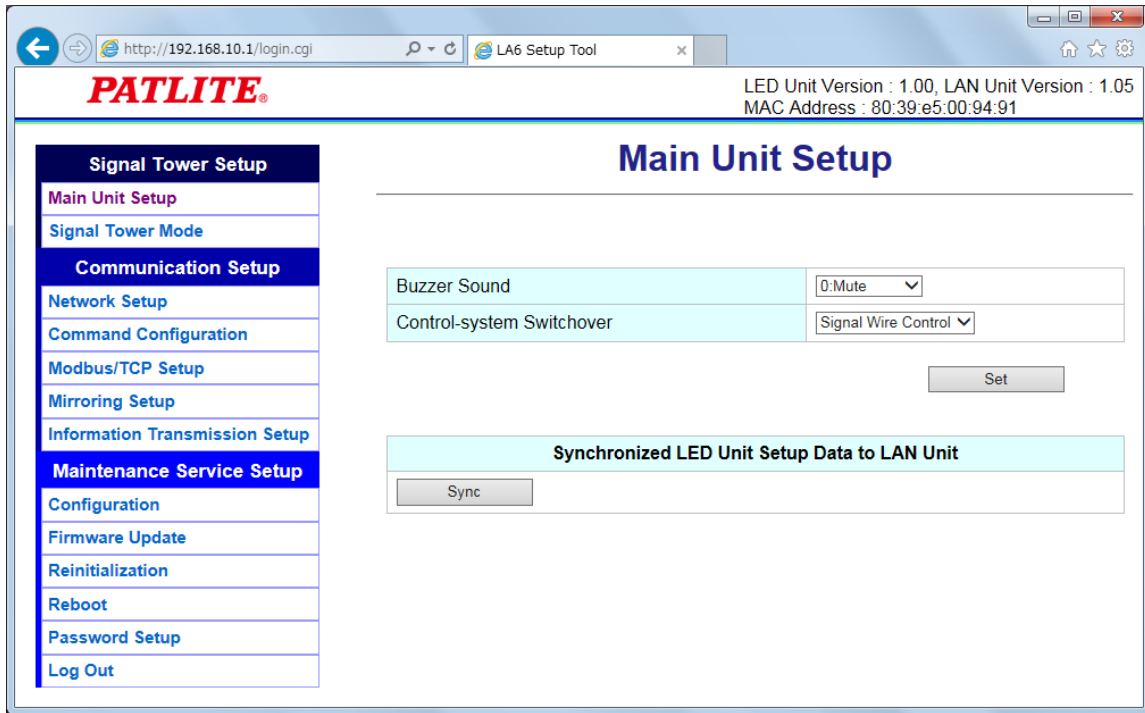 http://192.168.10.1/login.cgi
LA6 Setup Tool
PATLITE®
LED Unit Version : 1.00, LAN Unit Version : 1.05
MAC Address : 80:39:e5:00:94:91
Signal Tower Setup
Main Unit Setup
Signal Tower Mode
Communication Setup
Network Setup
Command Configuration
Modbus/TCP Setup
Mirroring Setup
Information Transmission Setup
Maintenance Service Setup
Configuration
Firmware Update
Reinitialization
Reboot
Password Setup
Log Out
Main Unit Setup
Buzzer Sound 0:Mute
Control-system Switchover Signal Wire Control
Set
Synchronized LED Unit Setup Data to LAN Unit
Sync